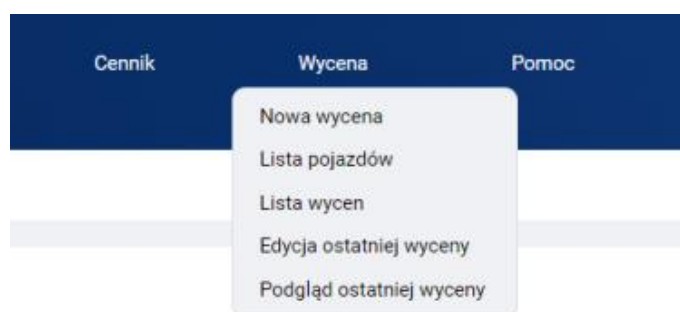 Cennik Wycena Pomoc
Nowa wycena
Lista pojazdów
Lista wycen
Edycja ostatniej wyceny
Podgląd ostatniej wyceny